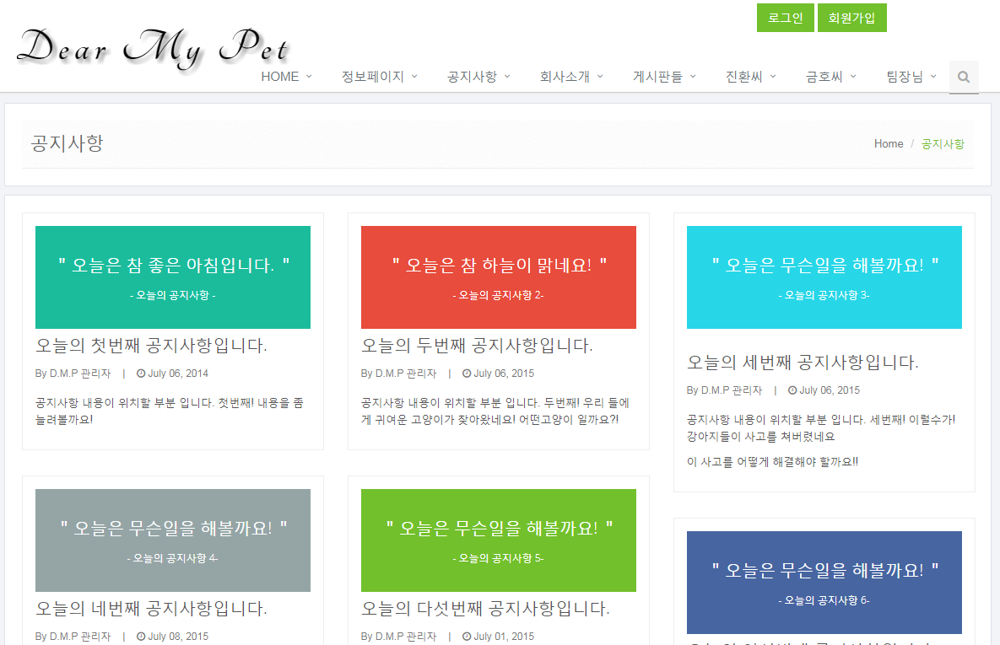 로그인 회원가입
Dear My Pet
HOME 정보페이지 공지사항 회사소개 게시판들 진환씨 금호씨 팀장님
공지사항
Home / 공지사항
" 오늘은 참 좋은 아침입니다. "
- 오늘의 공지사항 -
오늘의 첫번째 공지사항입니다.
By D.M.P 관리자 | July 06, 2014
공지사항 내용이 위치할 부분 입니다. 첫번째! 내용을 좀
늘려볼까요!
" 오늘은 참 하늘이 맑네요! "
- 오늘의 공지사항 2-
오늘의 두번째 공지사항입니다.
By D.M.P 관리자 | July 06, 2015
공지사항 내용이 위치할 부분 입니다. 두번째! 우리 들에
게 귀여운 고양이가 찾아왔네요! 어떤고양이 일까요?!
" 오늘은 무슨일을 해볼까요! "
- 오늘의 공지사항 3-
오늘의 세번째 공지사항입니다.
By D.M.P 관리자 | July 06, 2015
공지사항 내용이 위치할 부분 입니다. 세번째! 이럴수가!
강아지들이 사고를 쳐버렸네요
이 사고를 어떻게 해결해야 할까요!!
" 오늘은 무슨일을 해볼까요! "
- 오늘의 공지사항 4-
오늘의 네번째 공지사항입니다.
By D.M.P 관리자 | July 08, 2015
" 오늘은 무슨일을 해볼까요! "
- 오늘의 공지사항 5-
오늘의 다섯번째 공지사항입니다.
By D.M.P 관리자 | July 01, 2015
" 오늘은 무슨일을 해볼까요! "
- 오늘의 공지사항 6-